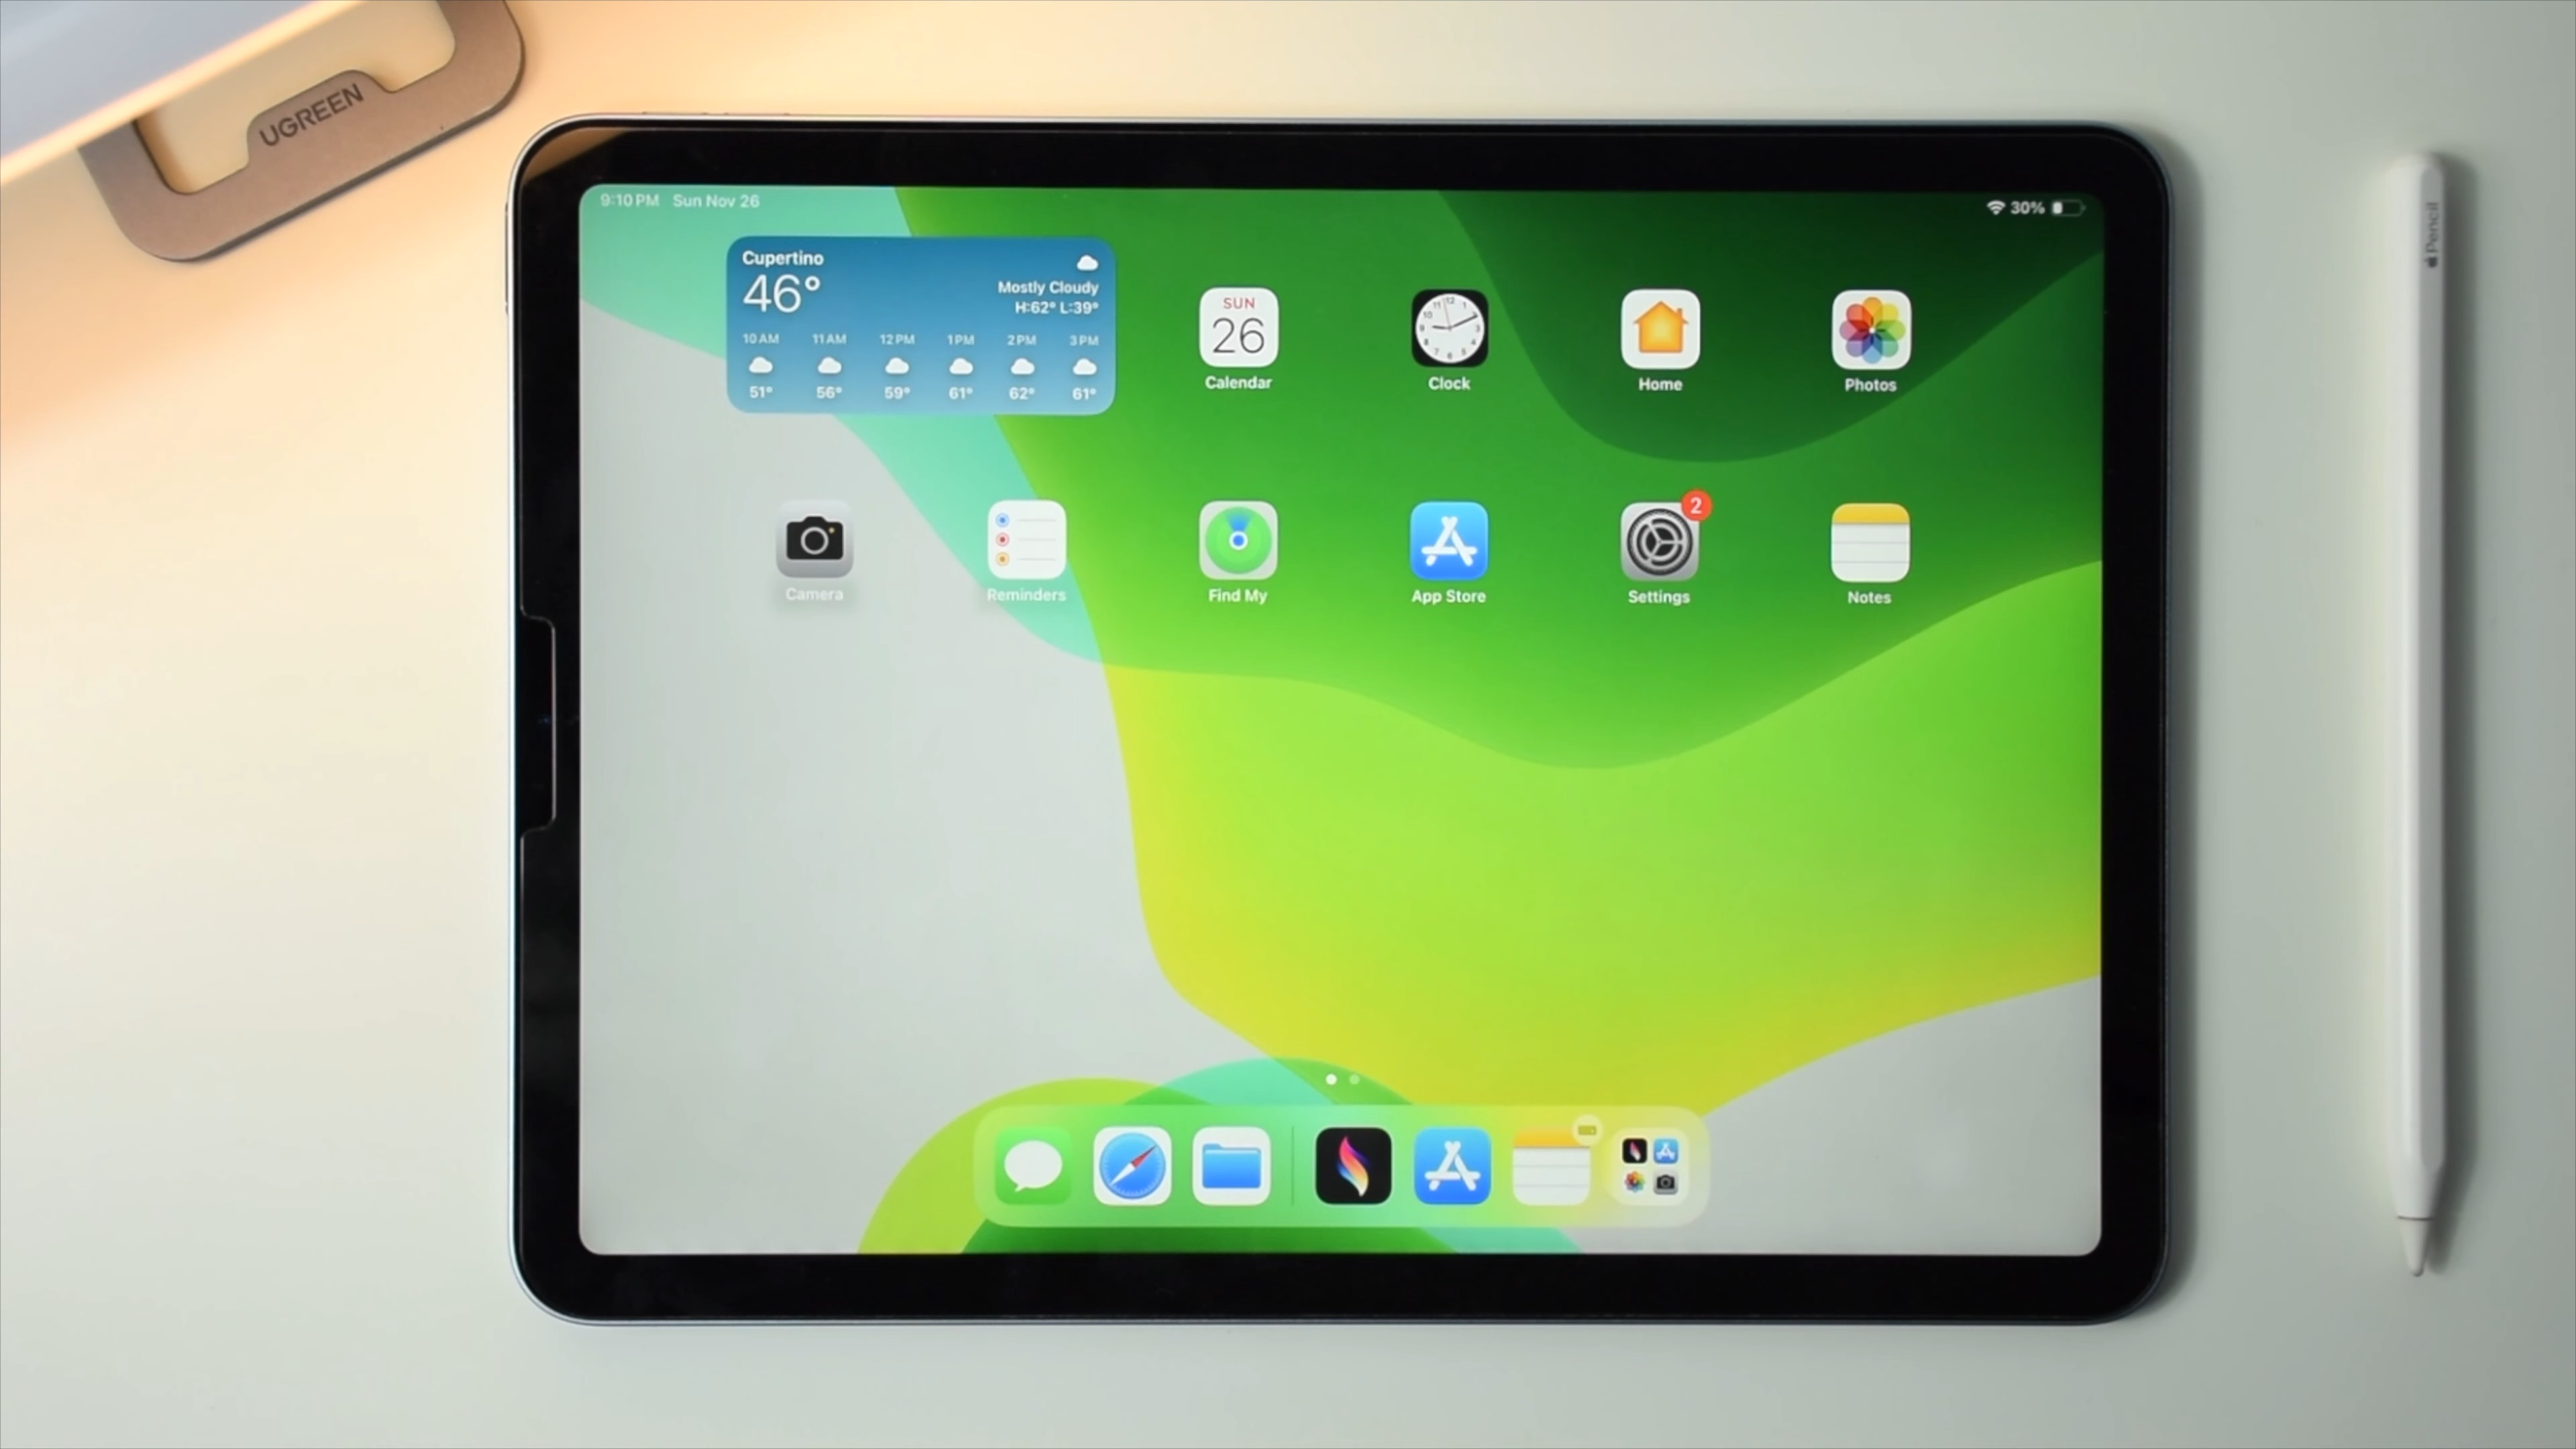 UGREEN
9:10 PM Sun Nov 26
30%
Cupertino
46°
Mostly Cloudy
H:62° L:39°
10 AM 11 AM 12 PM 1 PM 2 PM 3 PM
51° 56° 59° 61° 62° 61°
SUN
26
Calendar Clock Home Photos
2
Camera Reminders Find My App Store Settings Notes
Pencil